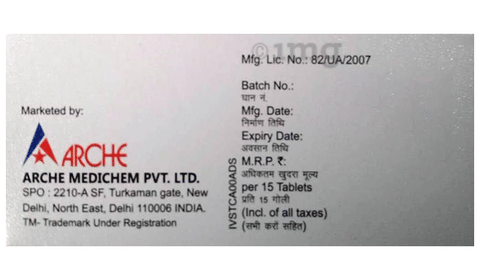 ©1mg
Mfg. Lic. No.: 82/UA/2007
Batch No.:
घान नं.
Mfg. Date:
निर्माण तिथि
Expiry Date:
अवसान तिथि
M.R.P. ₹:
अधिकतम खुदरा मूल्य
per 15 Tablets
प्रति 15 गोली
(Incl. of all taxes)
(सभी करों सहित)
IVSTCA00ADS
Marketed by:
ARCHE
ARCHE MEDICHEM PVT. LTD.
SPO : 2210-A SF, Turkaman gate, New
Delhi, North East, Delhi 110006 INDIA.
TM- Trademark Under Registration